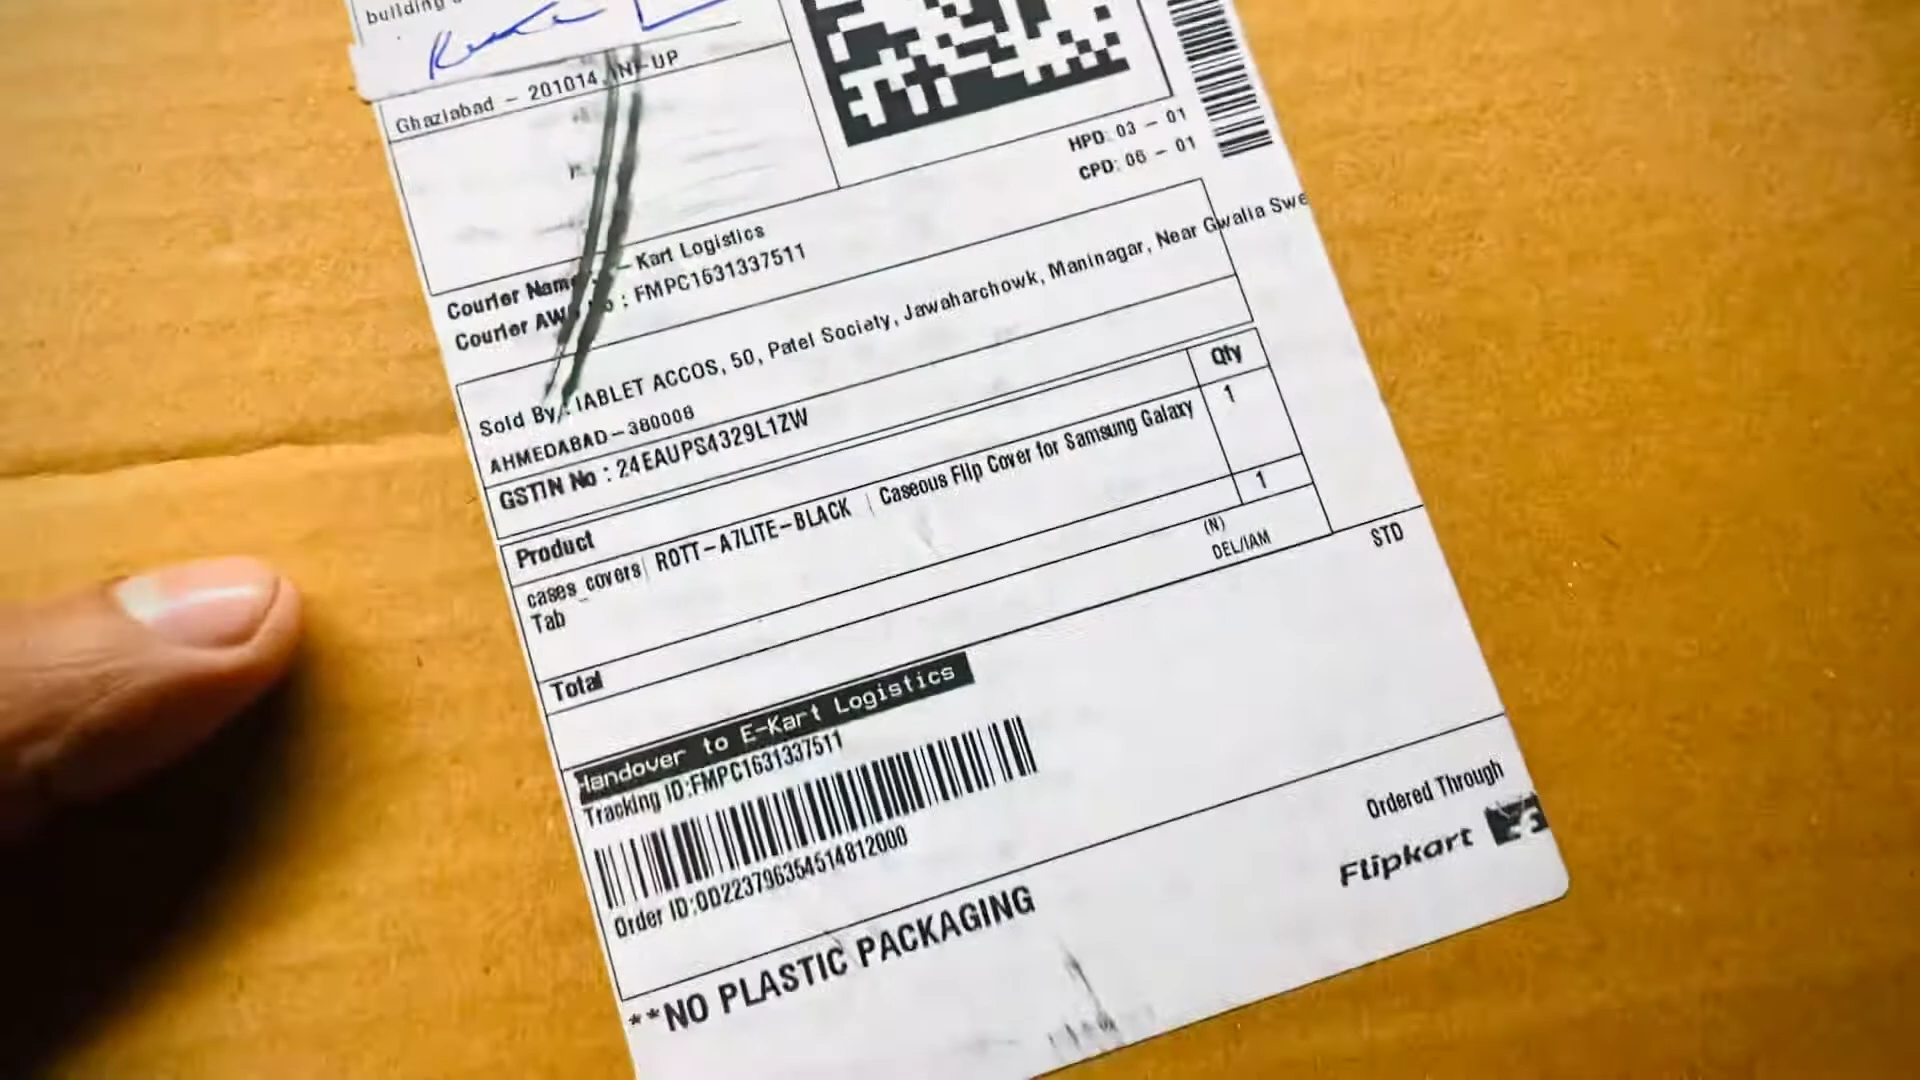 building
Ghaziabad - 201014, IN-UP
HPD: 03 - 01
CPD: 06 - 01
Courier Name - Kart Logistics
Courier AWB No : FMPC1631337511
Sold By : TABLET ACCOS, 50, Patel Society, Jawaharchowk, Maninagar, Near Gwalia Swe
AHMEDABAD - 380008
GSTIN No : 24EAUPS4329L1ZW
Product Qty
cases_covers | ROTT-A7LITE-BLACK | Caseous Flip Cover for Samsung Galaxy 1
Tab
Total 1
(N)
DEL/IAM
STD
Handover to E-Kart Logistics
Tracking ID:FMPC1631337511
Order ID:OD223796354514812000
Ordered Through
Flipkart
**NO PLASTIC PACKAGING